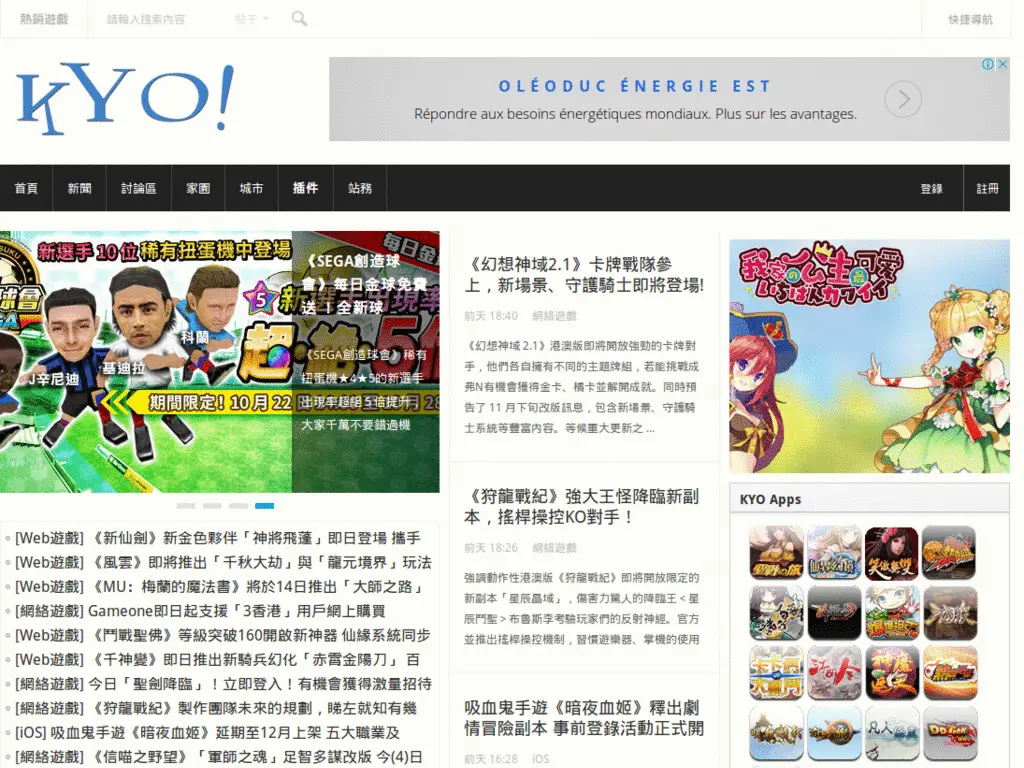 熱銷遊戲
請輸入搜索內容
帖子
快捷導航
KYO!
OLÉODUC ÉNERGIE EST
Répondre aux besoins énergétiques mondiaux. Plus sur les avantages.
首頁
新聞
討論區
家園
城市
插件
站務
登錄
註冊
新選手 10 位稀有扭蛋機中登場
科蘭
基迪拉
J辛尼迪
期間限定! 10 月 22
《SEGA創造球
會》每日金球免費
送 ！全新球
《SEGA創造球會》稀有
扭蛋機★4★5的新選手
出現率超絕５倍提升
大家千萬不要錯過機
[Web遊戲] 《新仙劍》新金色夥伴「神將飛蓬」即日登場 攜手
[Web遊戲] 《風雲》即將推出「千秋大劫」與「龍元境界」玩法
[Web遊戲] 《MU：梅蘭的魔法書》將於14日推出「大師之路」
[網絡遊戲] Gameone即日起支援「3香港」用戶網上購買
[Web遊戲] 《鬥戰聖佛》等級突破160開啟新神器 仙緣系統同步
[Web遊戲] 《千神變》即日推出新騎兵幻化「赤霄金陽刀」 百
[網絡遊戲] 今日「聖劍降臨」！立即登入！有機會獲得激量招待
[網絡遊戲] 《狩龍戰紀》製作團隊未來的規劃，睇左就知有幾
[iOS] 吸血鬼手遊《暗夜血姬》延期至12月上架 五大職業及
[Web遊戲] 《信喵之野望》「軍師之魂」足智多謀改版 今(4)日
《幻想神域2.1》卡牌戰隊參
上，新場景、守護騎士即將登場!
前天 18:40 網絡遊戲
《幻想神域 2.1》港澳版即將開放強勁的卡牌對
手，他們各自擁有不同的主題牌組，若能挑戰成
弗N有機會獲得金卡、橘卡並解開成就。同時預
告了 11 月下旬改版訊息，包含新場景、守護騎
士系統等豐富內容。等候重大更新之 ...
《狩龍戰紀》強大王怪降臨新副
本，搖桿操控KO對手！
前天 18:26 網絡遊戲
強調動作性港澳版《狩龍戰紀》即將開放限定的
新副本「星辰晶域」，傷害力驚人的降臨王＜星
辰鬥聖＞布魯斯李考驗玩家們的反射神經。官方
並推出搖桿操控機制，習慣遊樂器、掌機的使用
吸血鬼手遊《暗夜血姬》釋出劇
情冒險副本 事前登錄活動正式開
前天 16:28 iOS
我愛の公主最可愛
いちばんカワイイ
KYO Apps